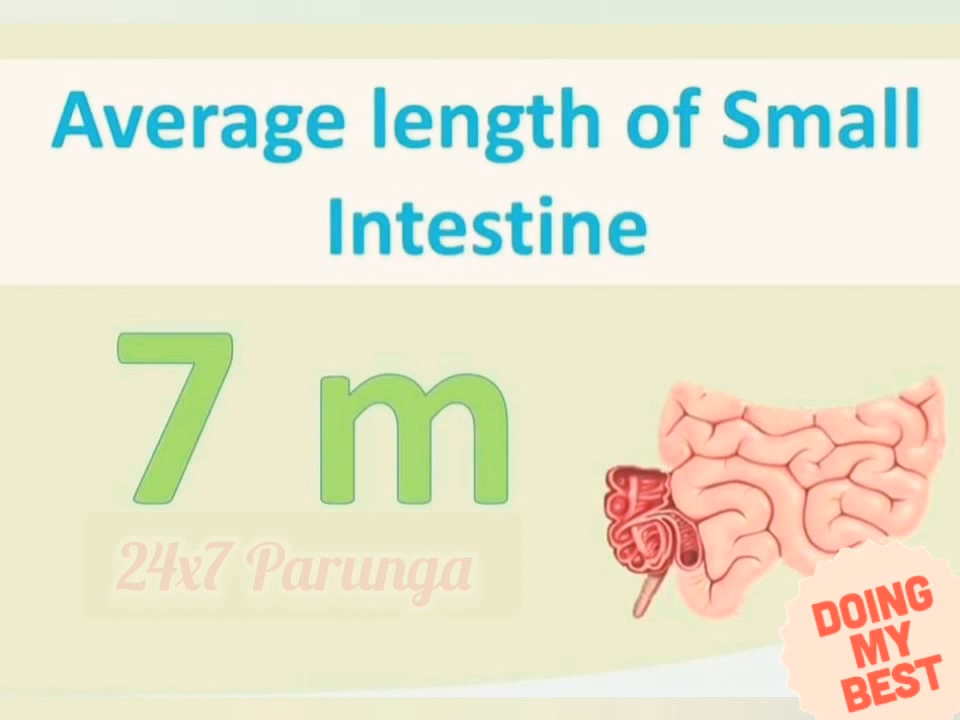 Average length of Small
Intestine
7 m
24x7 Parunga
DOING
MY
BEST